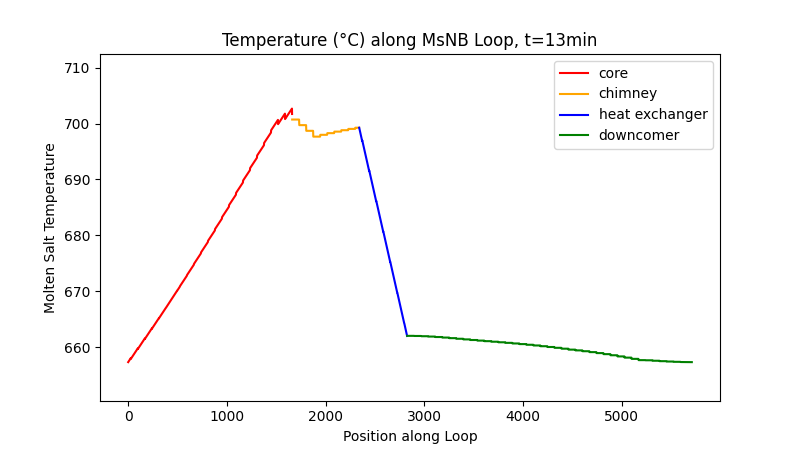 Temperature (°C) along MsNB Loop, t=13min
710
700
690
680
670
660
Molten Salt Temperature
core
chimney
heat exchanger
downcomer
0
1000
2000
3000
4000
5000
Position along Loop